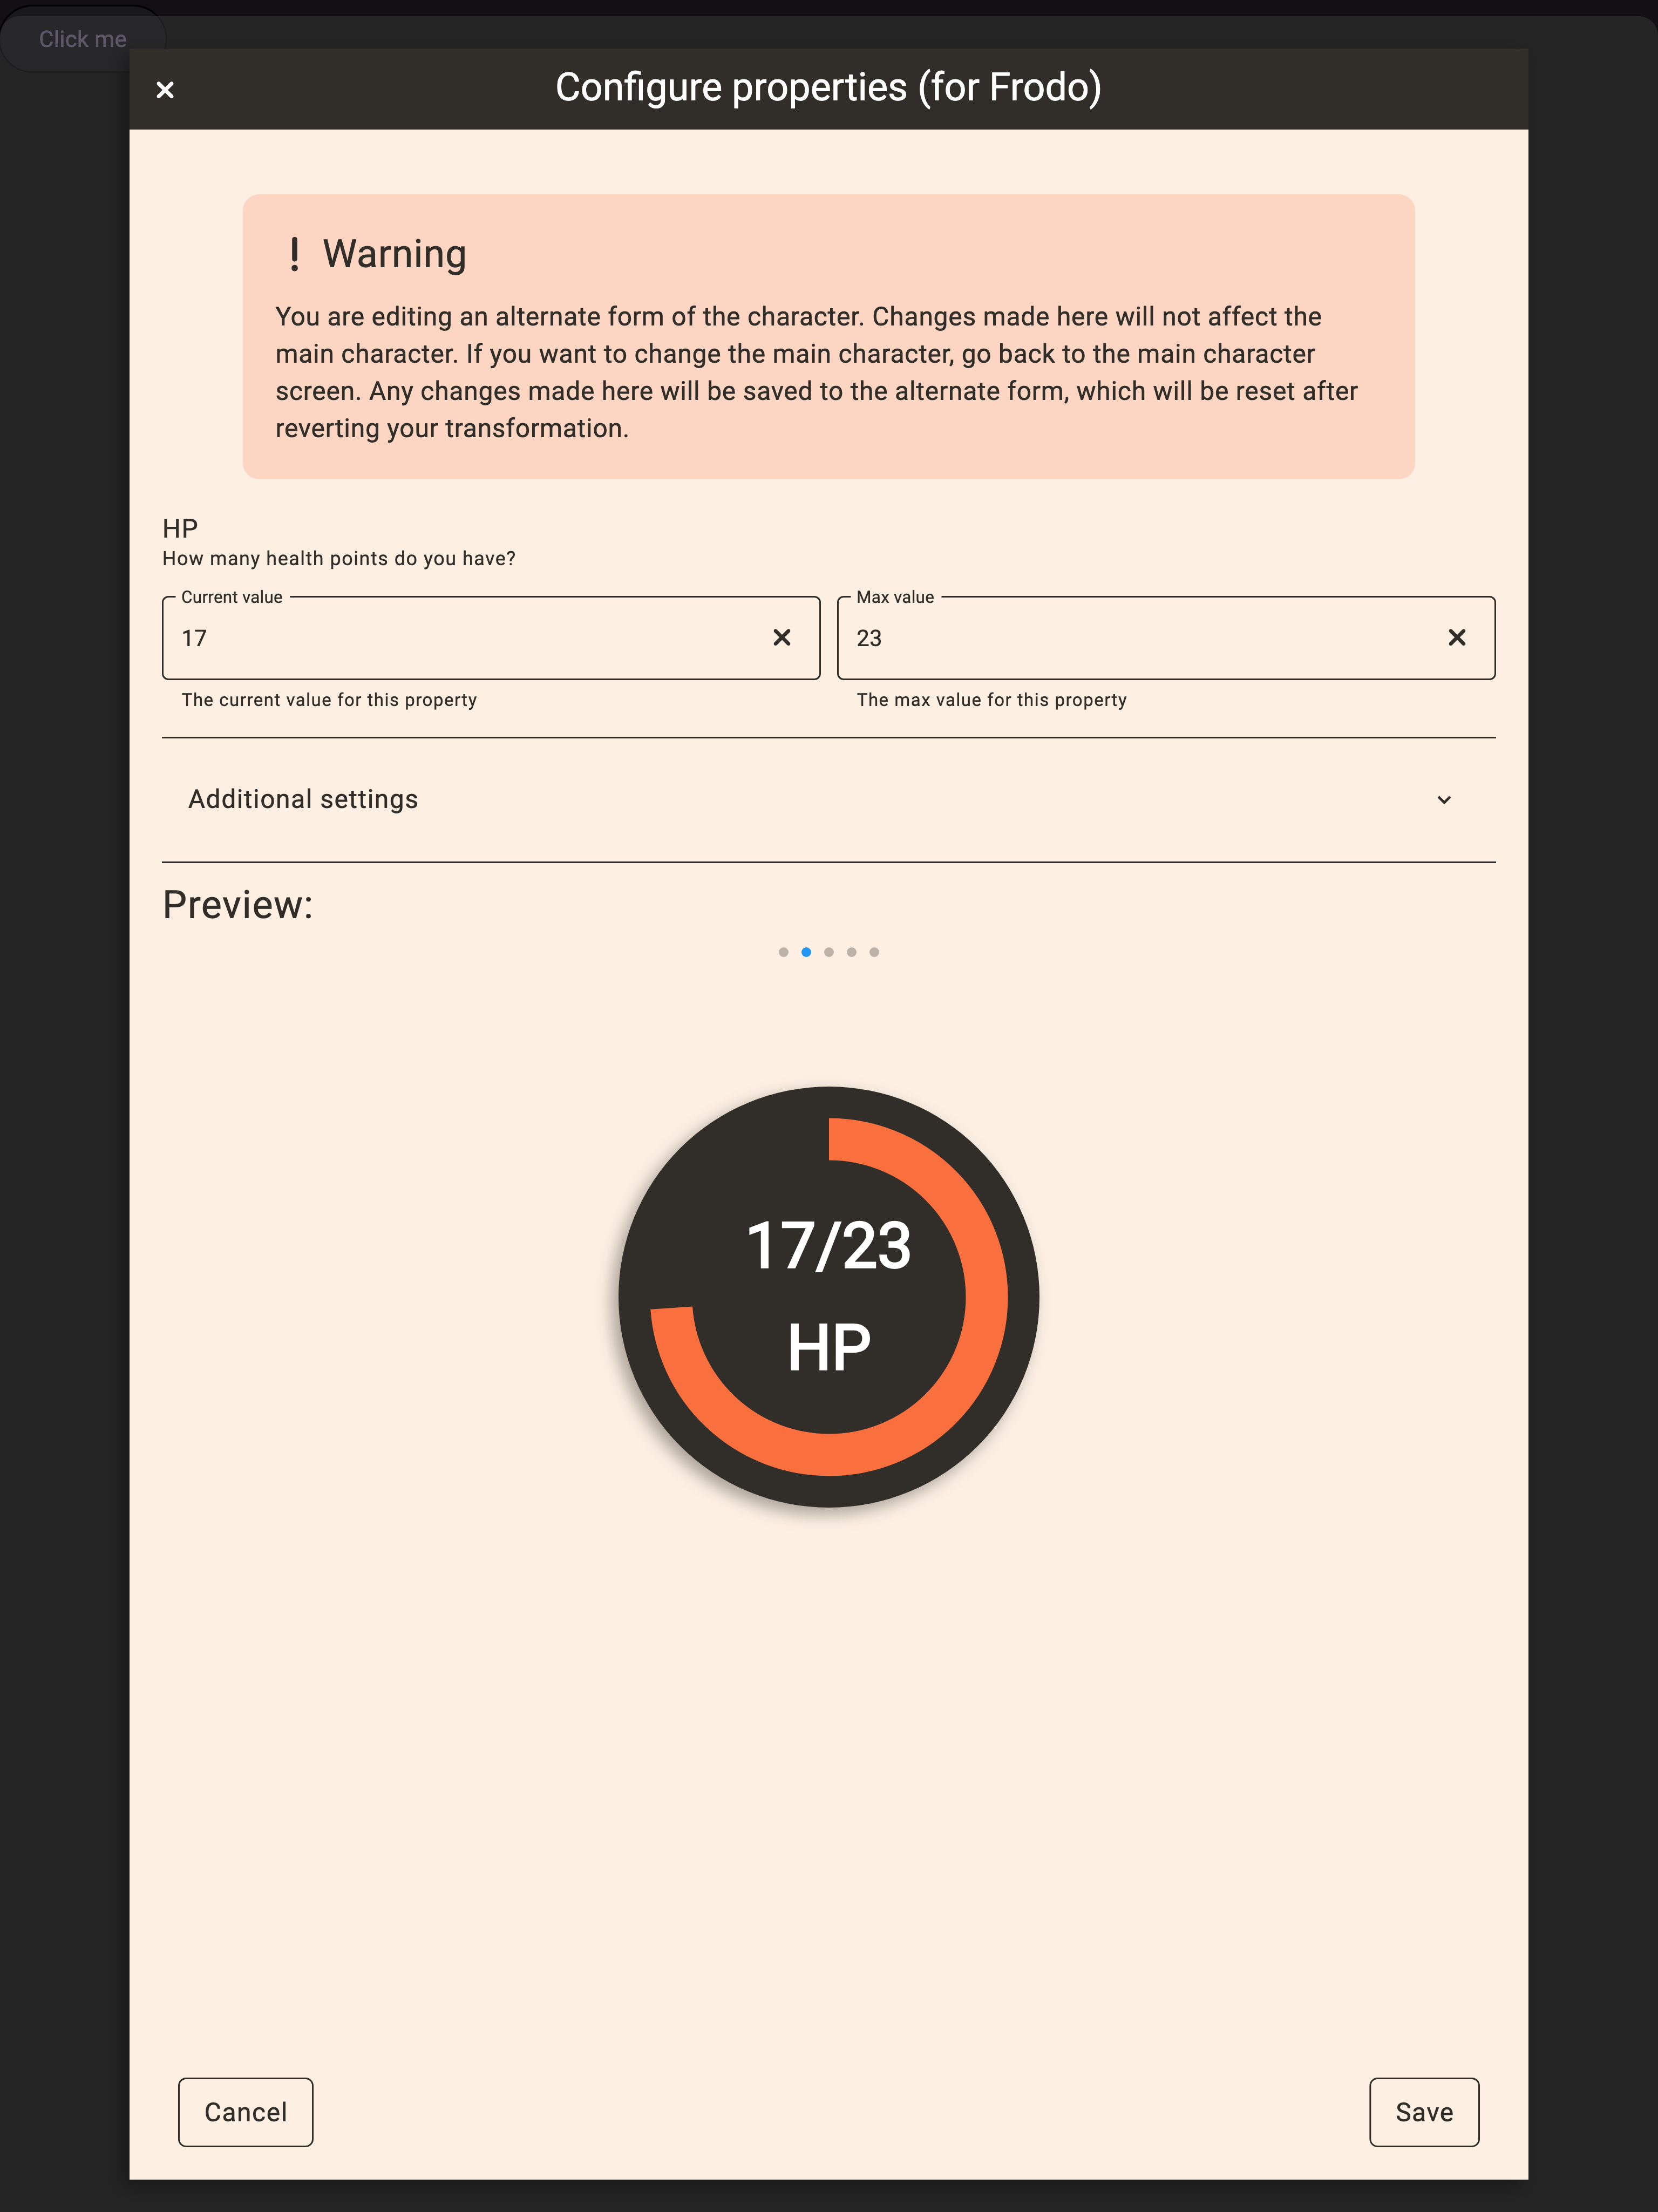 Click me
Configure properties (for Frodo)
Warning
You are editing an alternate form of the character. Changes made here will not affect the
main character. If you want to change the main character, go back to the main character
screen. Any changes made here will be saved to the alternate form, which will be reset after
reverting your transformation.
HP
How many health points do you have?
Current value
17
The current value for this property
Max value
23
The max value for this property
Additional settings
Preview:
17/23
HP
Cancel
Save